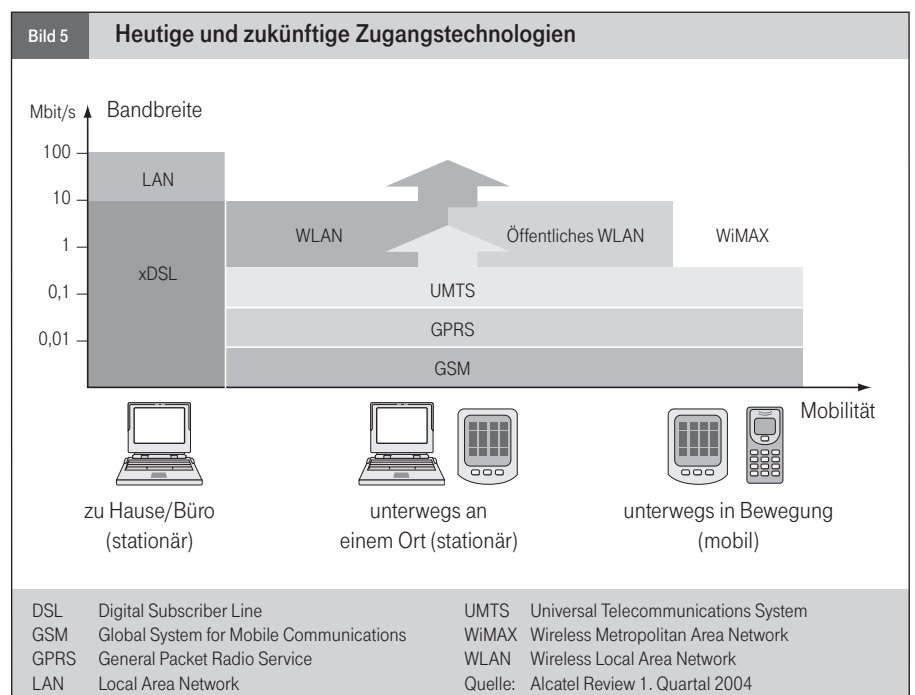 Bild 5 Heutige und zukünftige Zugangstechnologien
Mbit/s Bandbreite
100
LAN
10
WLAN Öffentliches WLAN WiMAX
1
xDSL
0,1 UMTS
GPRS
0,01
GSM
Mobilität
zu Hause/Büro
(stationär)
unterwegs an
einem Ort (stationär)
unterwegs in Bewegung
(mobil)
DSL Digital Subscriber Line
GSM Global System for Mobile Communications
GPRS General Packet Radio Service
LAN Local Area Network
UMTS Universal Telecommunications System
WiMAX Wireless Metropolitan Area Network
WLAN Wireless Local Area Network
Quelle: Alcatel Review 1. Quartal 2004